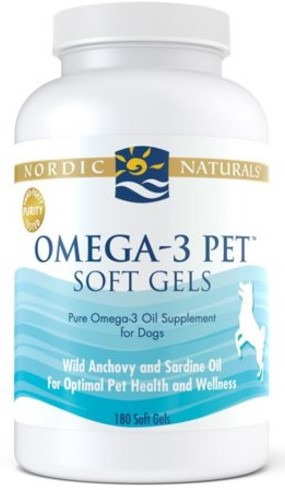 NORDIC NATURALS®
PURITY
OMEGA-3 PET™
SOFT GELS
Pure Omega-3 Oil Supplement
for Dogs
Wild Anchovy and Sardine Oil
For Optimal Pet Health and Wellness
180 Soft Gels